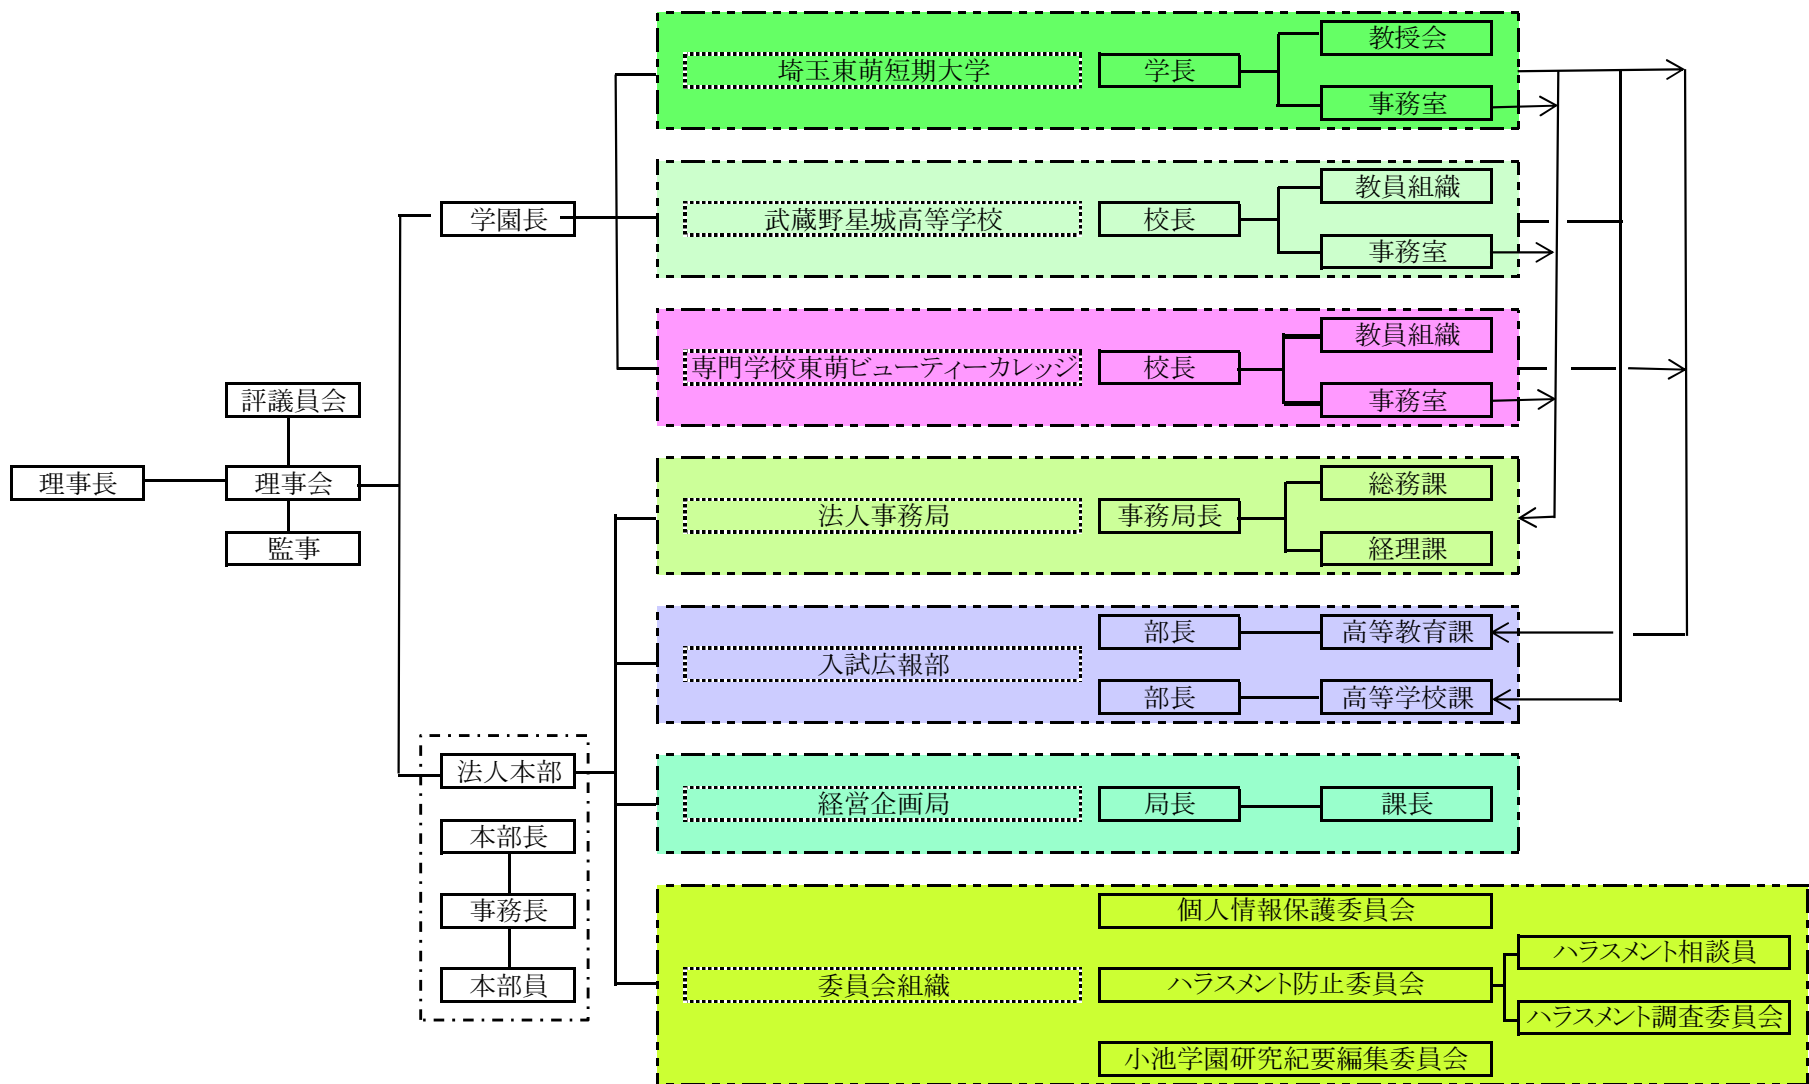 埼玉東萌短期大学
学長
教授会
事務室
学園長
武蔵野星城高等学校
校長
教員組織
事務室
専門学校東萌ビューティーカレッジ
校長
教員組織
事務室
評議員会
理事長
理事会
監事
法人事務局
事務局長
総務課
経理課
入試広報部
部長
高等教育課
部長
高等学校課
法人本部
本部長
事務長
本部員
経営企画局
局長
課長
委員会組織
個人情報保護委員会
ハラスメント防止委員会
ハラスメント相談員
ハラスメント調査委員会
小池学園研究紀要編集委員会